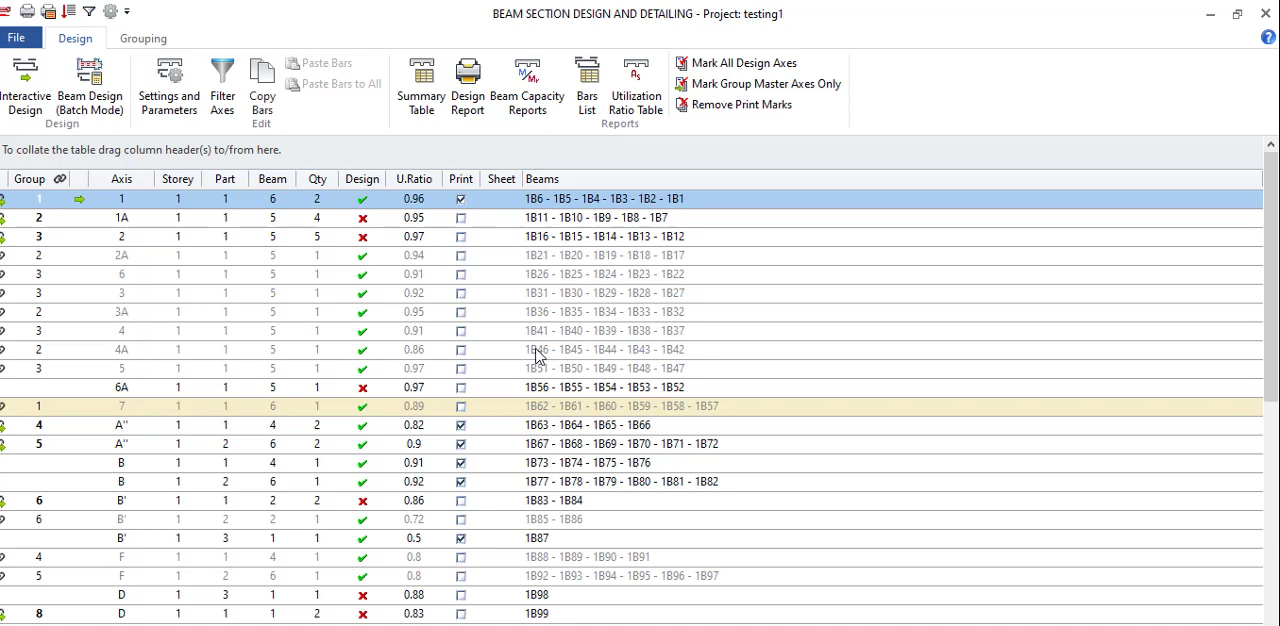 BEAM SECTION DESIGN AND DETAILING - Project: testing1
File Design Grouping
Interactive Design
Beam Design (Batch Mode)
Design
Settings and Parameters
Filter Axes
Copy Bars
Paste Bars
Paste Bars to All
Edit
Summary Table
Design Report
M/Mr
Beam Capacity Reports
Bars List
As
Utilization Ratio Table
Reports
Mark All Design Axes
Mark Group Master Axes Only
Remove Print Marks
To collate the table drag column header(s) to/from here.
Group Axis Storey Part Beam Qty Design U.Ratio Print Sheet Beams
1 1 1 1 6 2 0.96 1B6 - 1B5 - 1B4 - 1B3 - 1B2 - 1B1
2 1A 1 1 5 4 0.95 1B11 - 1B10 - 1B9 - 1B8 - 1B7
3 2 1 1 5 5 0.97 1B16 - 1B15 - 1B14 - 1B13 - 1B12
2 2A 1 1 5 1 0.94 1B21 - 1B20 - 1B19 - 1B18 - 1B17
3 6 1 1 5 1 0.91 1B26 - 1B25 - 1B24 - 1B23 - 1B22
3 3 1 1 5 1 0.92 1B31 - 1B30 - 1B29 - 1B28 - 1B27
2 3A 1 1 5 1 0.95 1B36 - 1B35 - 1B34 - 1B33 - 1B32
3 4 1 1 5 1 0.91 1B41 - 1B40 - 1B39 - 1B38 - 1B37
2 4A 1 1 5 1 0.86 1B46 - 1B45 - 1B44 - 1B43 - 1B42
3 5 1 1 5 1 0.97 1B51 - 1B50 - 1B49 - 1B48 - 1B47
6A 1 1 5 1 0.97 1B56 - 1B55 - 1B54 - 1B53 - 1B52
1 7 1 1 6 1 0.89 1B62 - 1B61 - 1B60 - 1B59 - 1B58 - 1B57
4 A'' 1 1 4 2 0.82 1B63 - 1B64 - 1B65 - 1B66
5 A'' 1 2 6 2 0.9 1B67 - 1B68 - 1B69 - 1B70 - 1B71 - 1B72
B 1 1 4 1 0.91 1B73 - 1B74 - 1B75 - 1B76
B 1 2 6 1 0.92 1B77 - 1B78 - 1B79 - 1B80 - 1B81 - 1B82
6 B' 1 1 2 2 0.86 1B83 - 1B84
6 B' 1 2 2 1 0.72 1B85 - 1B86
B' 1 3 1 1 0.5 1B87
4 F 1 1 4 1 0.8 1B88 - 1B89 - 1B90 - 1B91
5 F 1 2 6 1 0.8 1B92 - 1B93 - 1B94 - 1B95 - 1B96 - 1B97
D 1 3 1 1 0.88 1B98
8 D 1 1 1 2 0.83 1B99